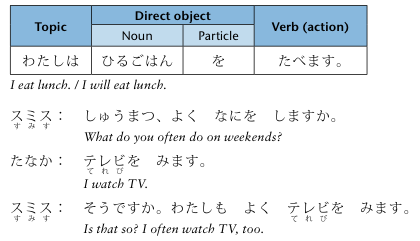 Topic Direct object Verb (action)
Noun Particle
わたしは ひるごはん を たべます。
I eat lunch. / I will eat lunch.
スミス： しゅうまつ、よく なにを しますか。
すみす
What do you often do on weekends?
たなか： テレビを みます。
てれび
I watch TV.
スミス： そうですか。わたしも よく テレビを みます。
すみす てれび
Is that so? I often watch TV, too.